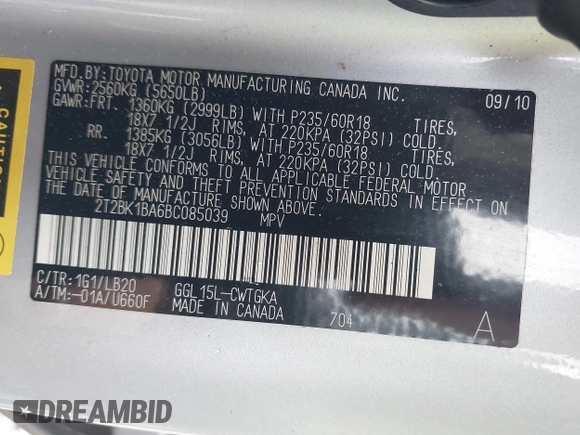 MFD.BY:TOYOTA MOTOR MANUFACTURING CANADA INC. 09/10
GVWR:2560KG (5650LB)
GAWR:FRT. 1360KG (2999LB) WITH P235/60R18 TIRES,
18X7 1/2J RIMS, AT 220KPA (32PSI) COLD.
RR. 1385KG (3056LB) WITH P235/60R18 TIRES,
18X7 1/2J RIMS, AT 220KPA (32PSI) COLD.
THIS VEHICLE CONFORMS TO ALL APPLICABLE FEDERAL MOTOR
VEHICLE SAFETY AND THEFT PREVENTION STANDARDS IN EFFECT ON
THE DATE OF MANUFACTURE SHOWN ABOVE.
2T2BK1BA6BC085039 MPV
C/TR:1G1/LB20 GGL15L-CWTGKA
A/TM:-01A/U660F MADE IN CANADA 704 A
CAUTION
DREAMBID